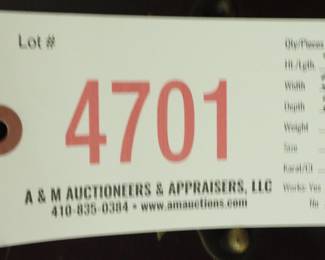 Lot #
4701
A & M AUCTIONEERS & APPRAISERS, LLC
410-835-0384 • www.amauctions.com
Qty/Pieces
Ht./Lgth.
Width
Depth
Weight
Size
Karat/Ct
Works: Yes
No